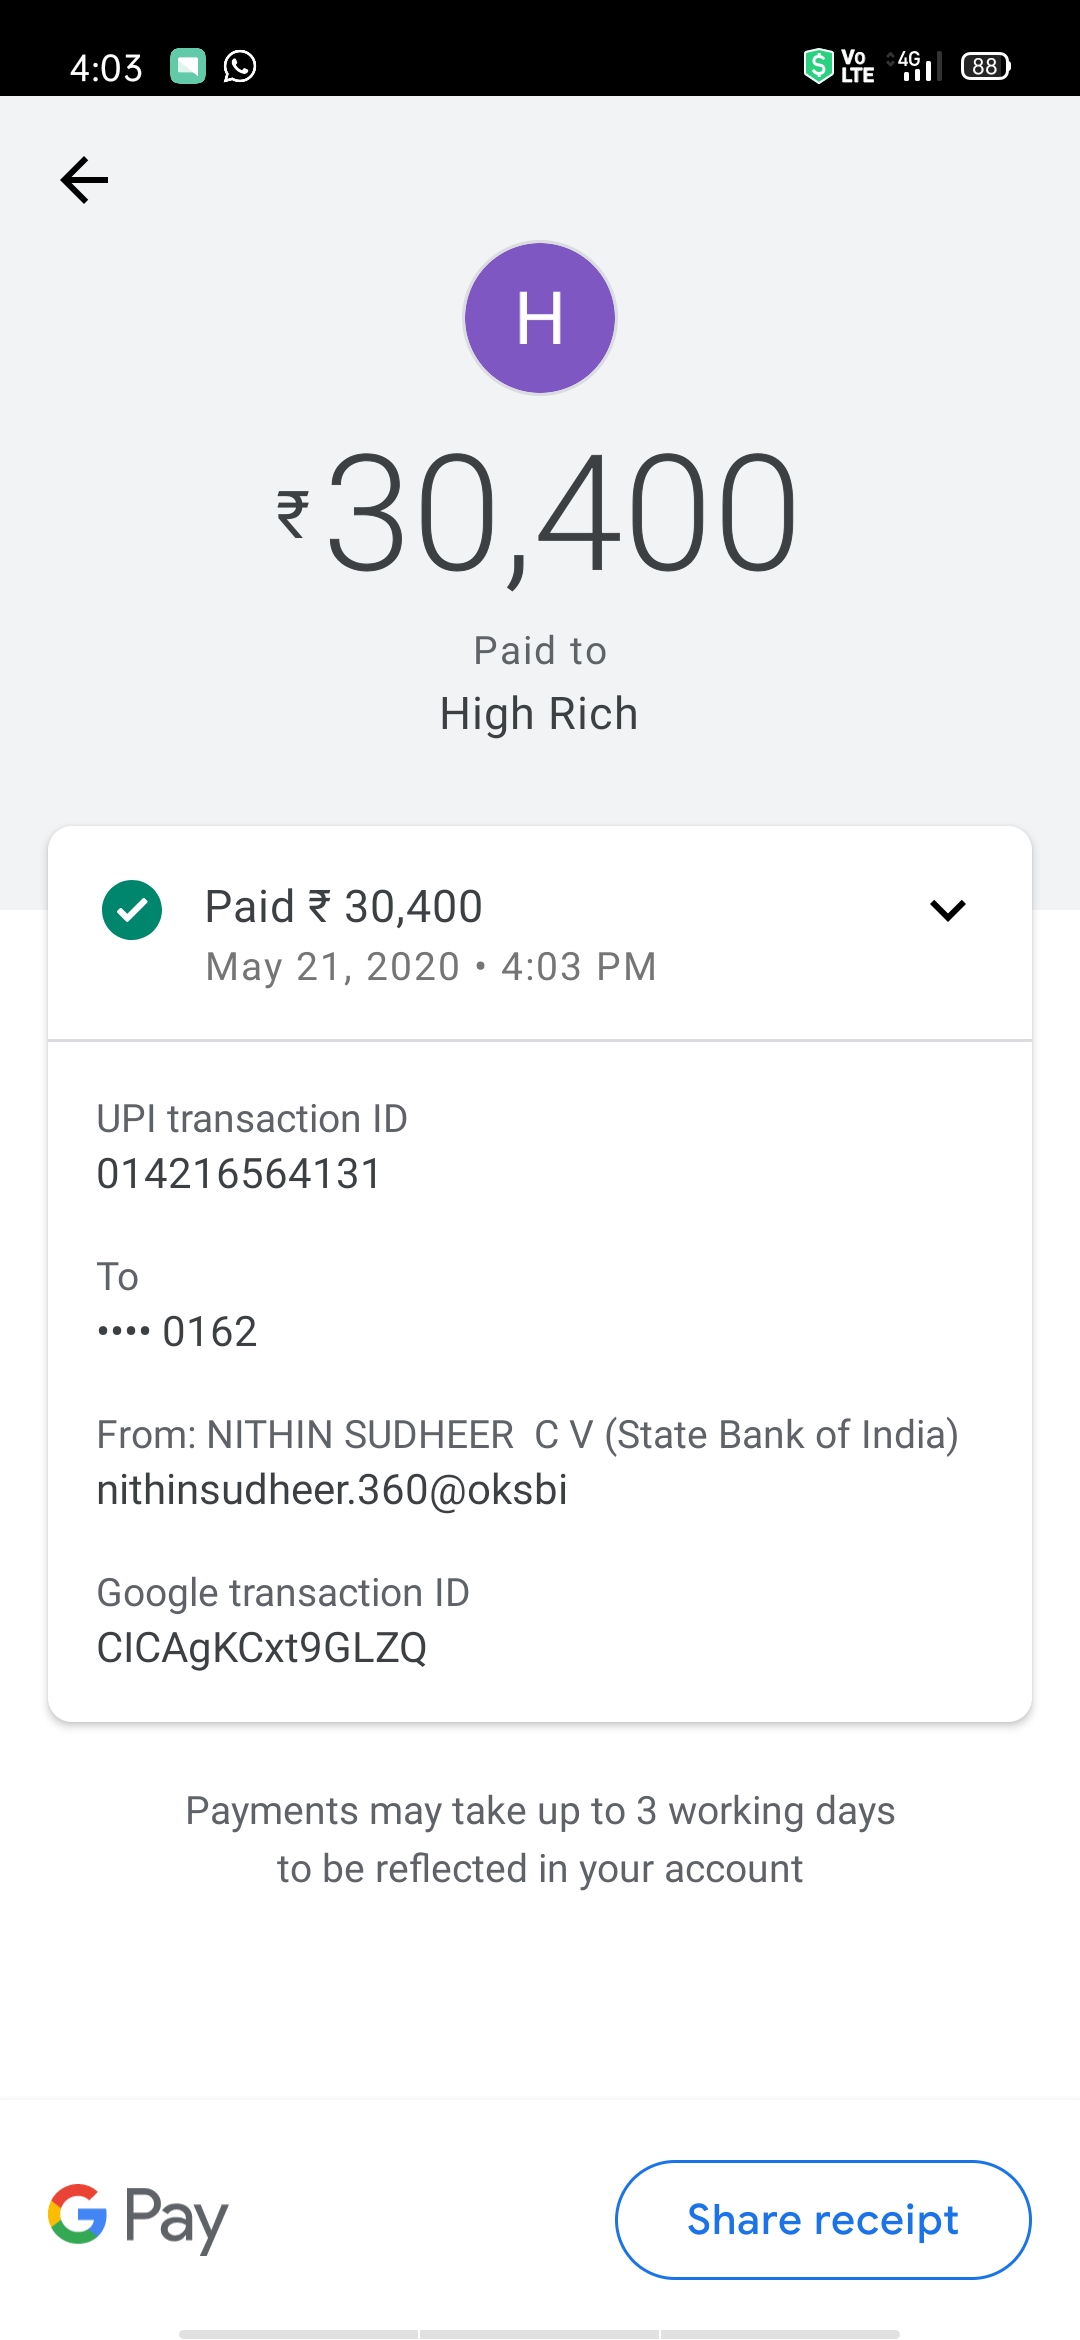 4:03
Vo
LTE
4G
88
H
₹30,400
Paid to
High Rich
Paid ₹ 30,400
May 21, 2020 • 4:03 PM
UPI transaction ID
014216564131
To
•••• 0162
From: NITHIN SUDHEER  C V (State Bank of India)
nithinsudheer.360@oksbi
Google transaction ID
CICAgKCxt9GLZQ
Payments may take up to 3 working days
to be reflected in your account
G Pay
Share receipt